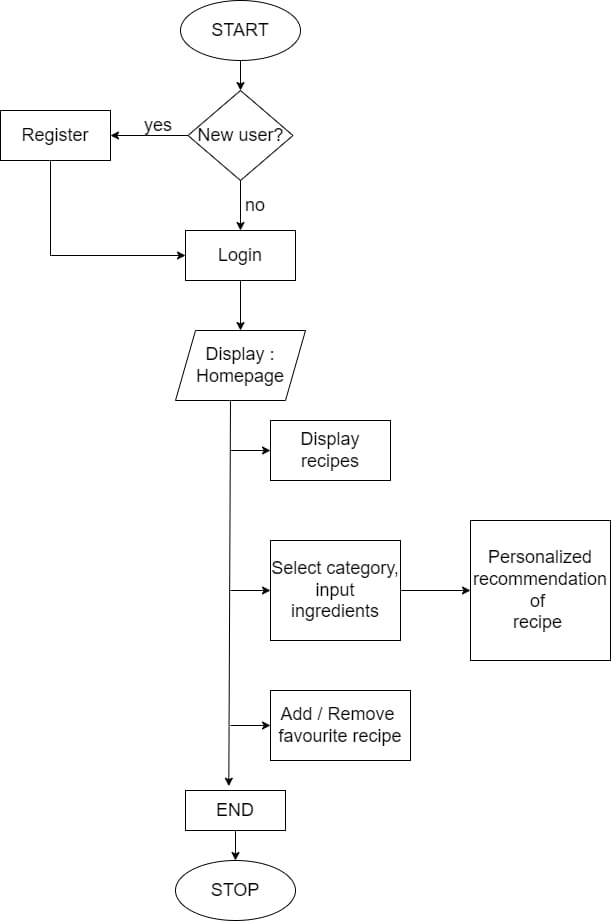 START
New user?
yes
Register
no
Login
Display :
Homepage
Display
recipes
Select category,
input
ingredients
Personalized
recommendation
of
recipe
Add / Remove
favourite recipe
END
STOP